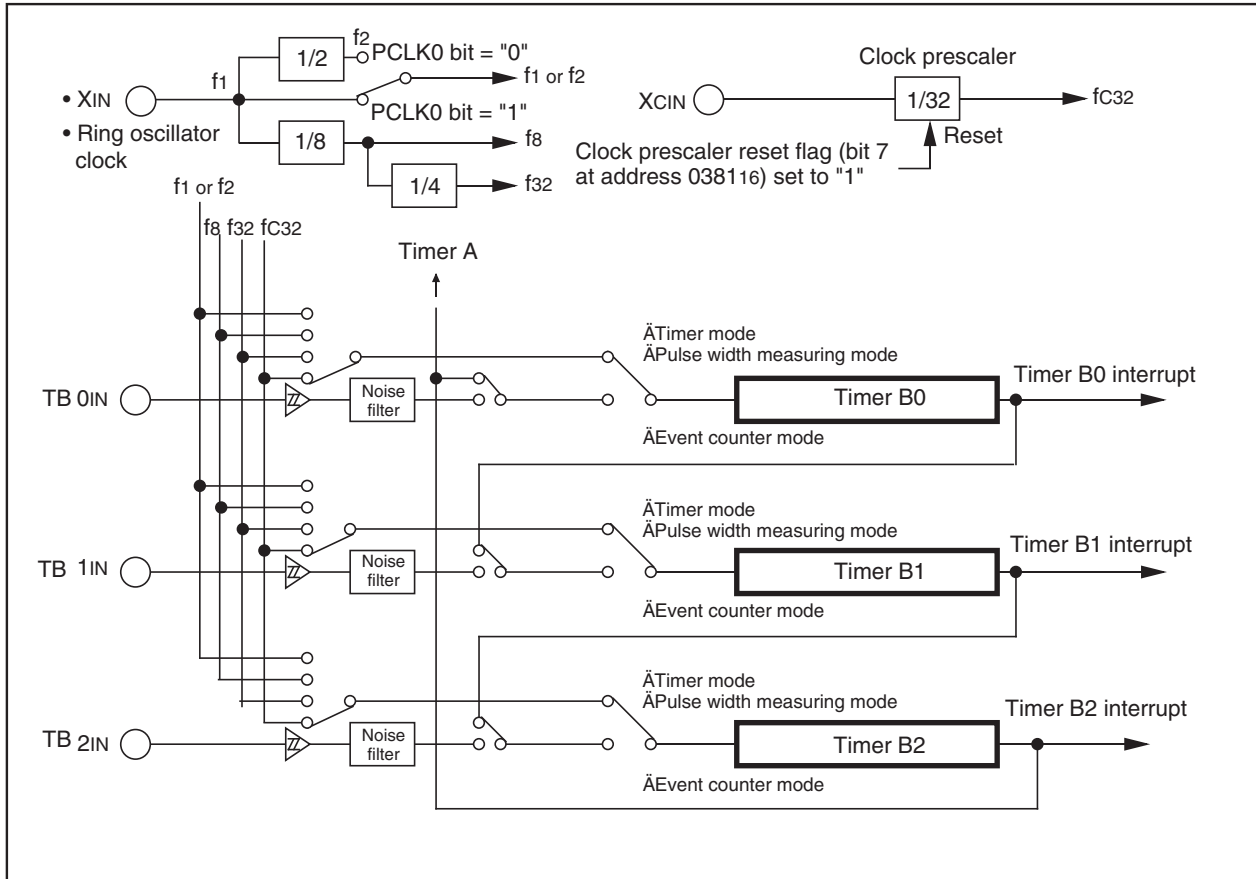 f2
1/2
PCLK0 bit = "0"
f1
f1 or f2
• XIN
PCLK0 bit = "1"
• Ring oscillator
clock
1/8
f8
1/4
f32
Clock prescaler
XCIN
1/32
fC32
Reset
Clock prescaler reset flag (bit 7
at address 038116) set to "1"
f1 or f2
f8 f32 fC32
Timer A
ÄTimer mode
ÄPulse width measuring mode
TB 0IN
Noise
filter
Timer B0
Timer B0 interrupt
ÄEvent counter mode
ÄTimer mode
ÄPulse width measuring mode
TB 1IN
Noise
filter
Timer B1
Timer B1 interrupt
ÄEvent counter mode
ÄTimer mode
ÄPulse width measuring mode
TB 2IN
Noise
filter
Timer B2
Timer B2 interrupt
ÄEvent counter mode